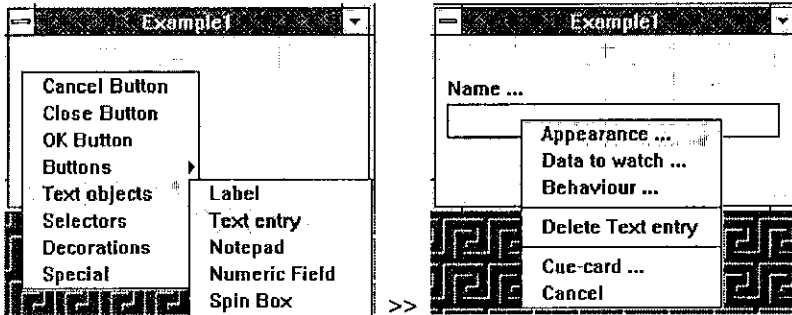 Example1
Cancel Button
Close Button
OK Button
Buttons
Text objects
Selectors
Decorations
Special
Label
Text entry
Notepad
Numeric Field
Spin Box
>>
Example1
Name ...
Appearance ...
Data to watch ...
Behaviour ...
Delete Text entry
Cue-card ...
Cancel